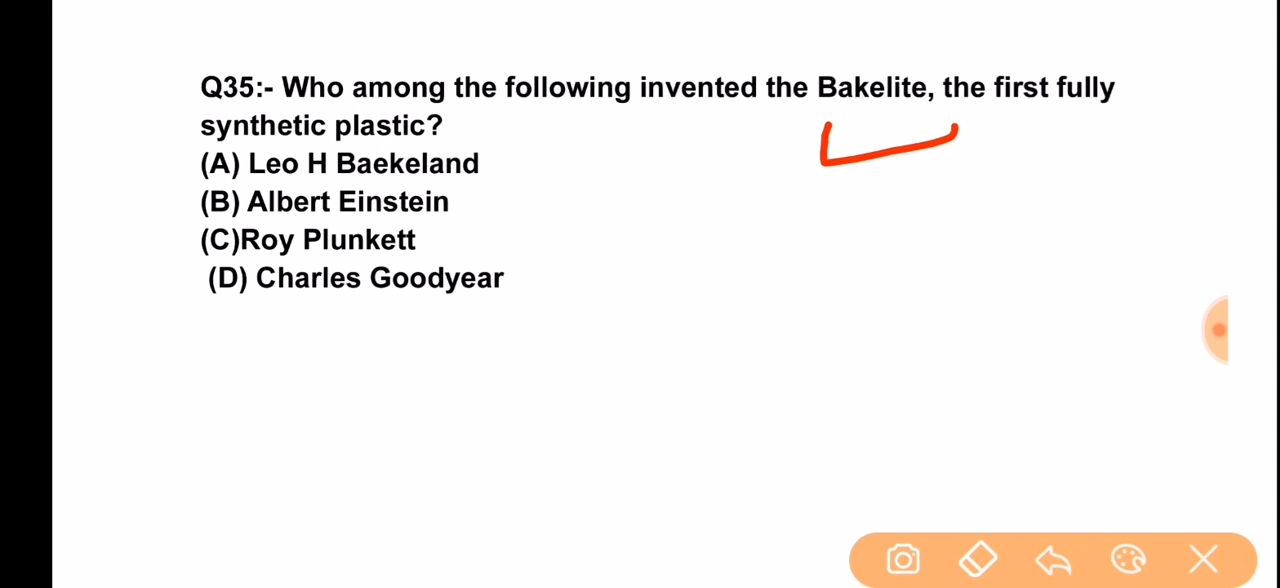 Q35:- Who among the following invented the Bakelite, the first fully
synthetic plastic?
(A) Leo H Baekeland
(B) Albert Einstein
(C)Roy Plunkett
(D) Charles Goodyear